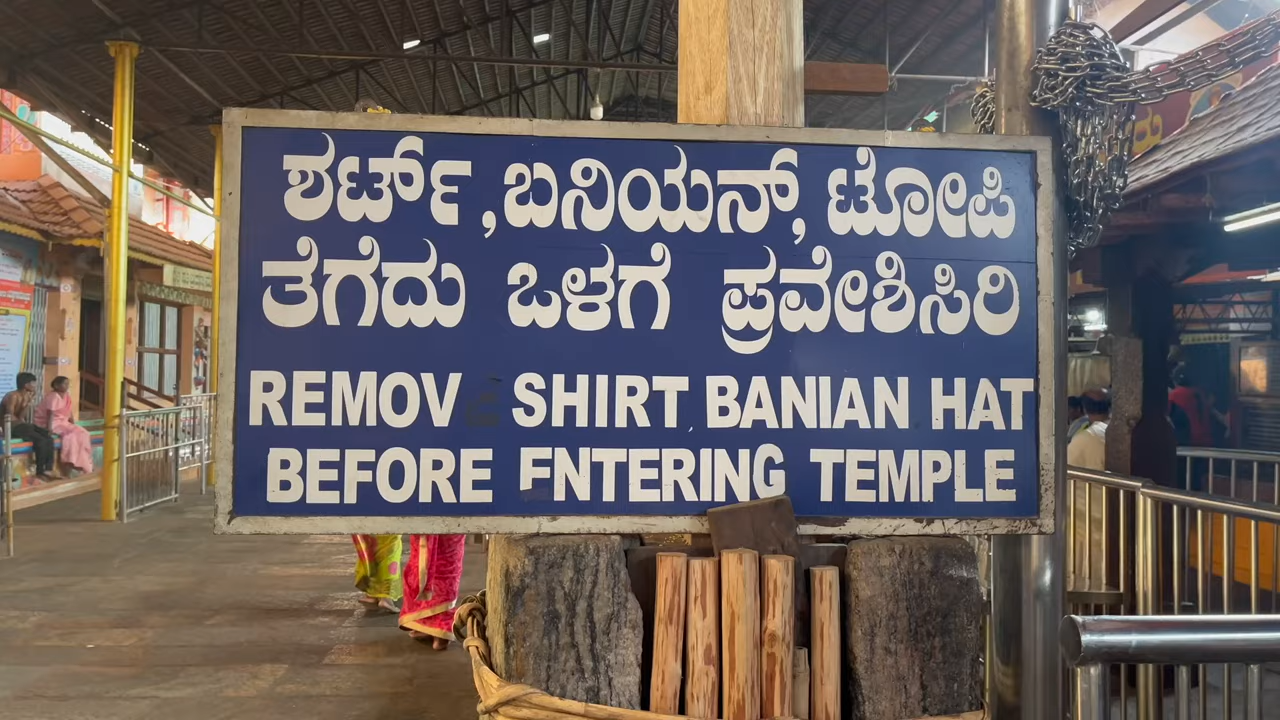 ಶರ್ಟ್, ಬನಿಯನ್, ಟೋಪಿ
ತೆಗೆದು ಒಳಗೆ ಪ್ರವೇಶಿಸಿರಿ
REMOV SHIRT, BANIAN HAT
BEFORE ENTERING TEMPLE